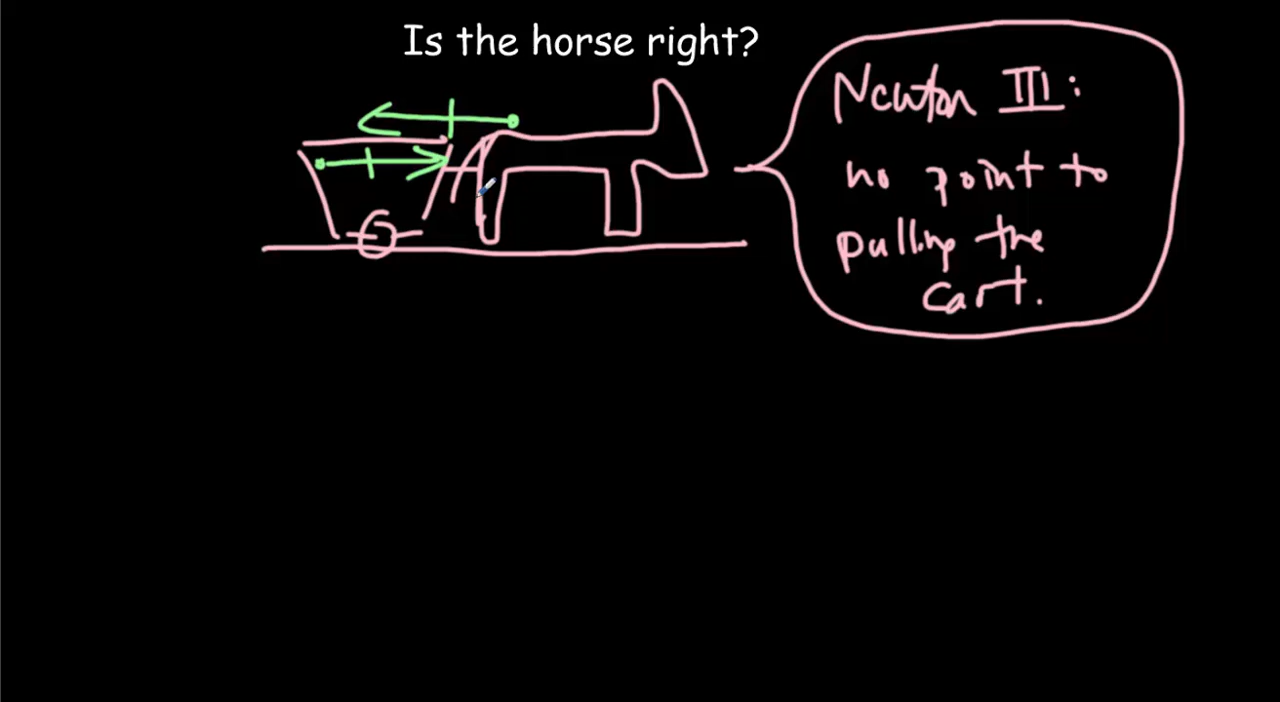 Is the horse right?
Newton III:
no point to
pulling the
cart.